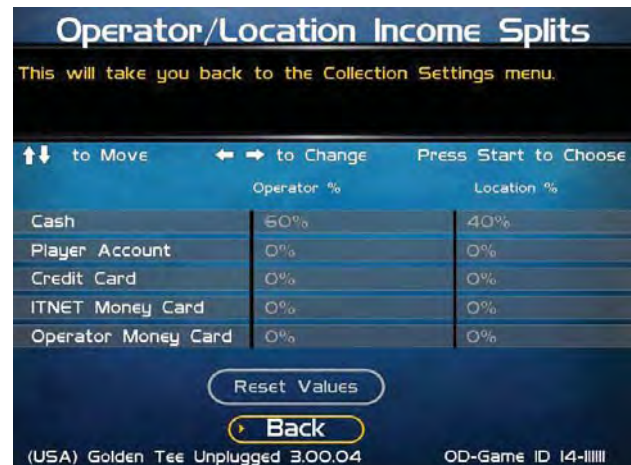 Operator/Location Income Splits
This will take you back to the Collection Settings menu.
to Move to Change Press Start to Choose
Operator % Location %
Cash 60% 40%
Player Account 0% 0%
Credit Card 0% 0%
ITNET Money Card 0% 0%
Operator Money Card 0% 0%
Reset Values
Back
(USA) Golden Tee Unplugged 3.00.04 OD-Game ID 14-111111